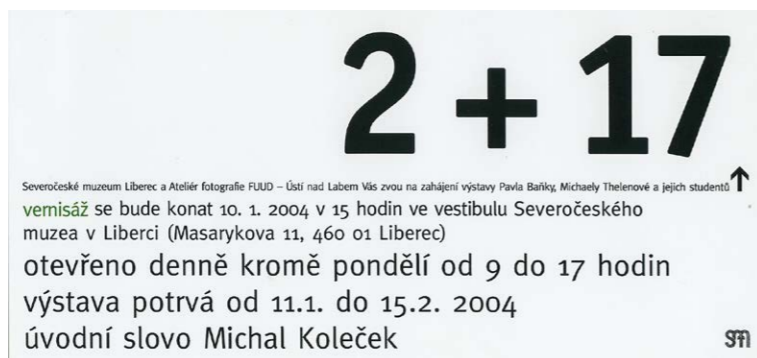 2 + 17
Severočeské muzeum Liberec a Ateliér fotografie FUUD – Ústí nad Labem Vás zvou na zahájení výstavy Pavla Baňky, Michaely Thelenové a jejich studentů
vernisáž se bude konat 10. 1. 2004 v 15 hodin ve vestibulu Severočeského
muzea v Liberci (Masarykova 11, 460 01 Liberec)
otevřeno denně kromě pondělí od 9 do 17 hodin
výstava potrvá od 11.1. do 15.2. 2004
úvodní slovo Michal Koleček